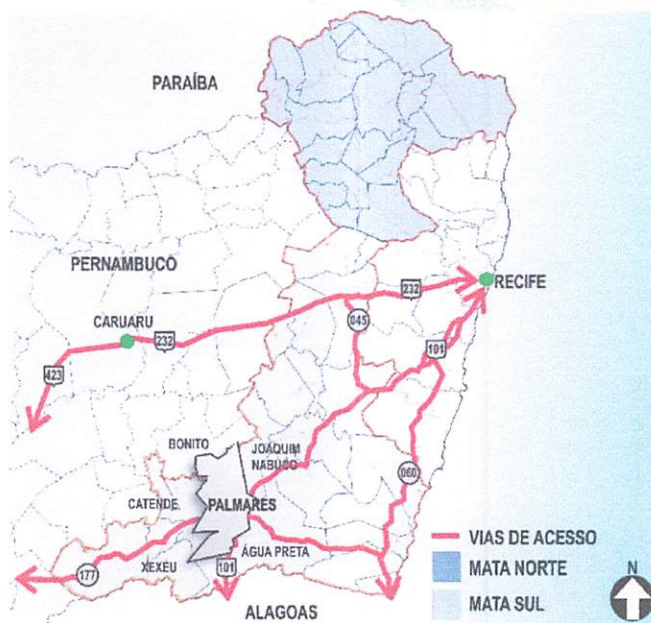 PARAÍBA
PERNAMBUCO
232
RECIFE
CARUARU
232
045
101
423
BONITO
JOAQUIM
NABUCO
060
CATENDE
PALMARES
VIAS DE ACESSO
XEXÉU
ÁGUA PRETA
177
101
MATA NORTE
N
ALAGOAS
MATA SUL